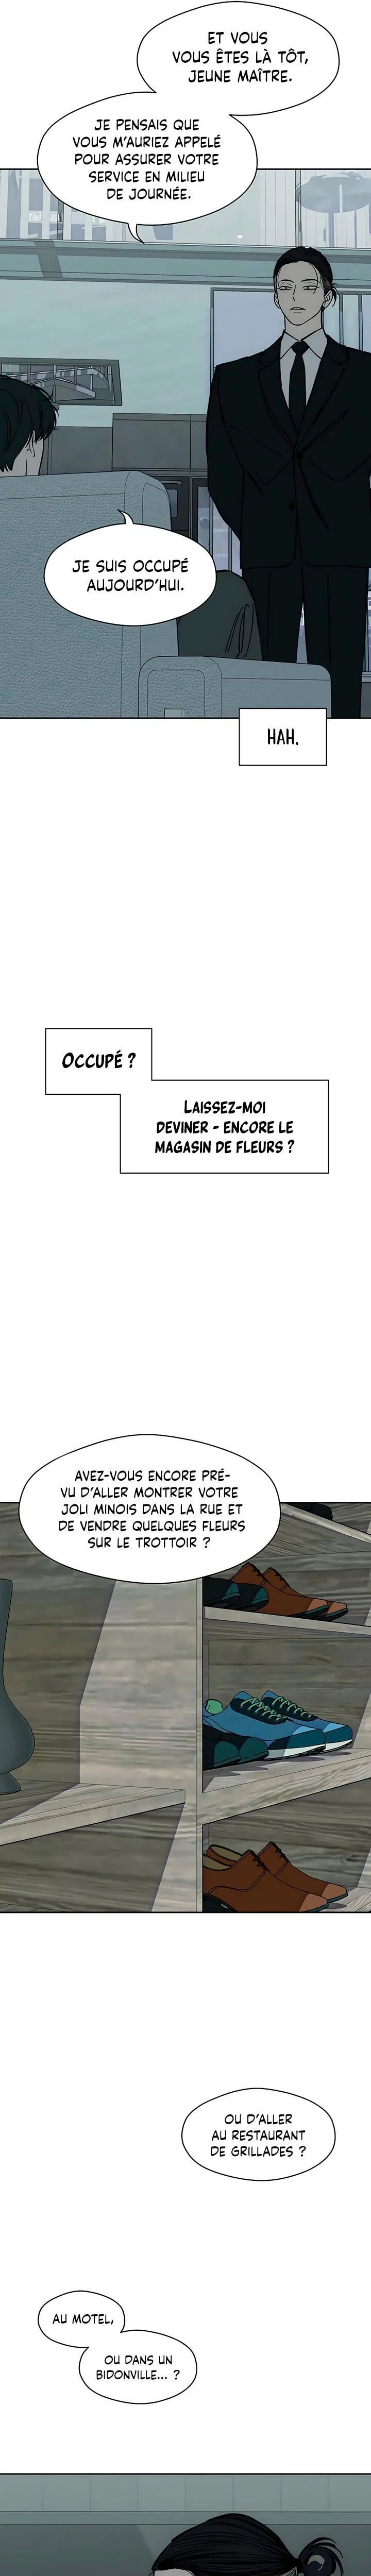 ET VOUS
VOUS ÊTES LÀ TÔT,
JEUNE MAÎTRE.
JE PENSAIS QUE
VOUS M'AURIEZ APPELÉ
POUR ASSURER VOTRE
SERVICE EN MILIEU
DE JOURNÉE.
JE SUIS OCCUPÉ
AUJOURD'HUI.
HAH.
OCCUPÉ ?
LAISSEZ-MOI
DEVINER - ENCORE LE
MAGASIN DE FLEURS ?
AVEZ-VOUS ENCORE PRÉ-
VU D'ALLER MONTRER VOTRE
JOLI MINOIS DANS LA RUE ET
DE VENDRE QUELQUES FLEURS
SUR LE TROTTOIR ?
OU D'ALLER
AU RESTAURANT
DE GRILLADES ?
AU MOTEL,
OU DANS UN
BIDONVILLE... ?